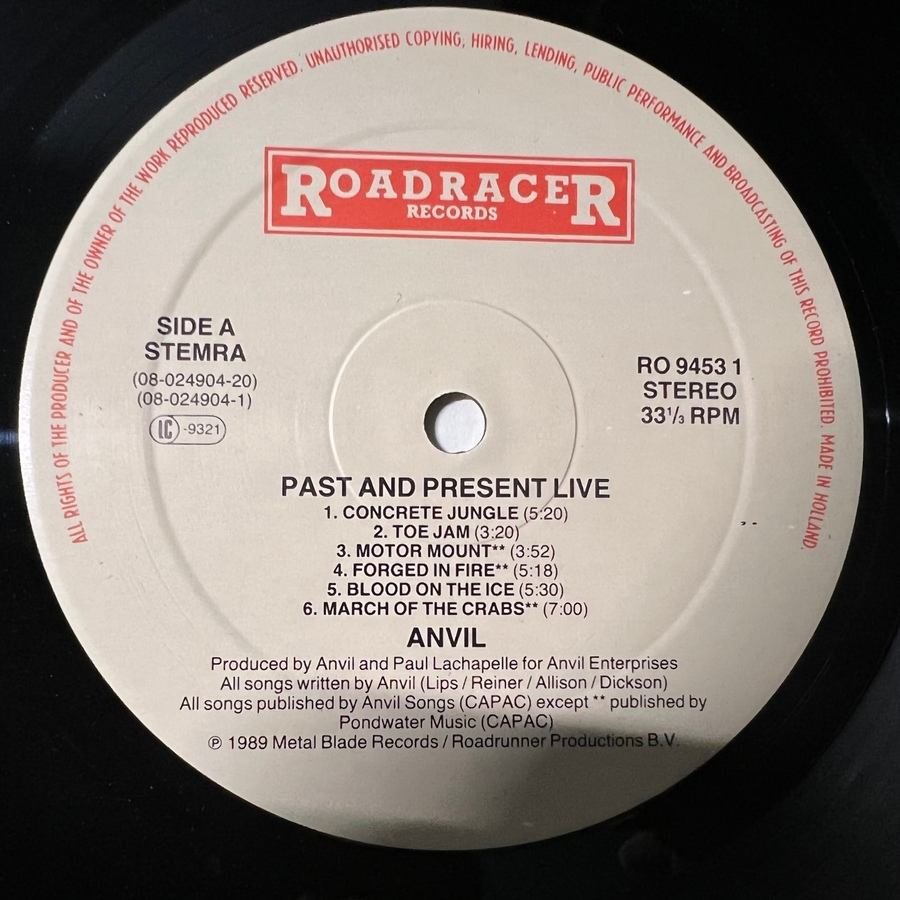 ALL RIGHTS OF THE PRODUCER AND OF THE OWNER OF THE WORK REPRODUCED RESERVED. UNAUTHORISED COPYING, HIRING, LENDING, PUBLIC PERFORMANCE AND BROADCASTING OF THIS RECORD PROHIBITED. MADE IN HOLLAND.
ROADRACER
RECORDS
SIDE A
STEMRA
(08-024904-20)
(08-024904-1)
LC -9321
RO 9453 1
STEREO
33⅓ RPM
PAST AND PRESENT LIVE
1. CONCRETE JUNGLE (5:20)
2. TOE JAM (3:20)
3. MOTOR MOUNT** (3:52)
4. FORGED IN FIRE** (5:18)
5. BLOOD ON THE ICE (5:30)
6. MARCH OF THE CRABS** (7:00)
ANVIL
Produced by Anvil and Paul Lachapelle for Anvil Enterprises
All songs written by Anvil (Lips / Reiner / Allison / Dickson)
All songs published by Anvil Songs (CAPAC) except ** published by
Pondwater Music (CAPAC)
℗ 1989 Metal Blade Records / Roadrunner Productions B.V.